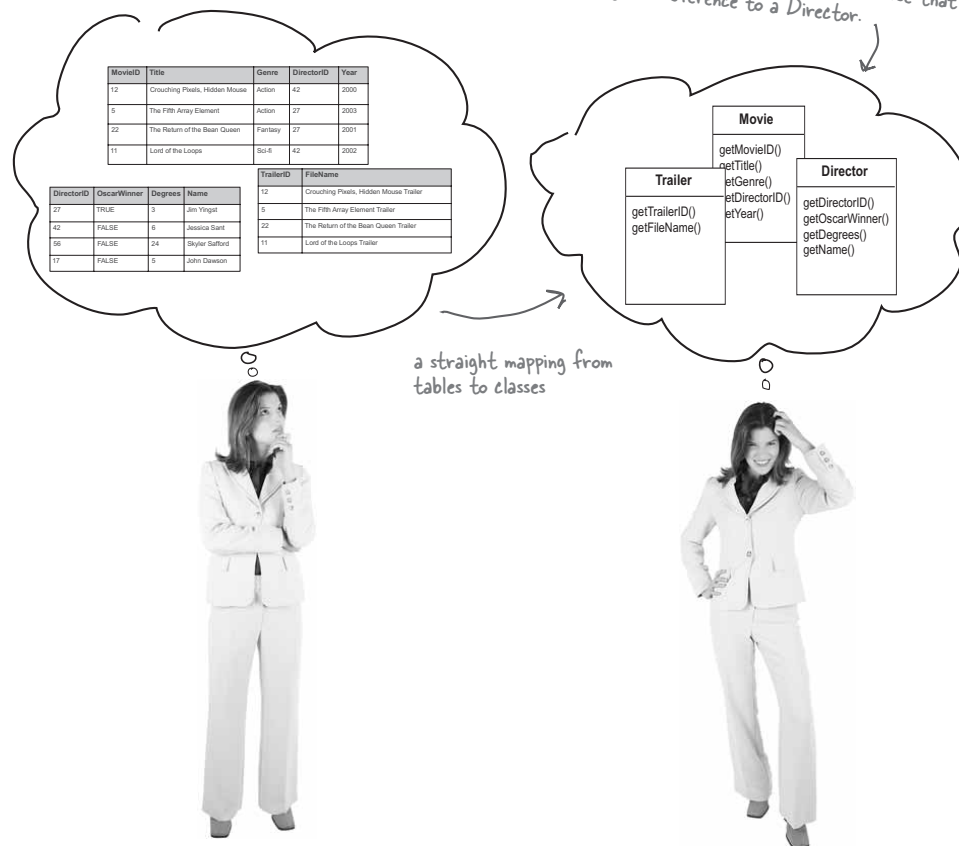 that
reference to a Director.
MovieID Title Genre DirectorID Year
12 Crouching Pixels, Hidden Mouse Action 42 2000
5 The Fifth Array Element Action 27 2003
22 The Return of the Bean Queen Fantasy 27 2001
11 Lord of the Loops Sci-fi 42 2002
DirectorID OscarWinner Degrees Name
27 TRUE 3 Jim Yingst
42 FALSE 6 Jessica Sant
56 FALSE 24 Skyler Safford
17 FALSE 5 John Dawson
TrailerID FileName
12 Crouching Pixels, Hidden Mouse Trailer
5 The Fifth Array Element Trailer
22 The Return of the Bean Queen Trailer
11 Lord of the Loops Trailer
Movie
getMovieID()
getTitle()
etGenre()
etDirectorID()
etYear()
Trailer
getTrailerID()
getFileName()
Director
getDirectorID()
getOscarWinner()
getDegrees()
getName()
a straight mapping from
tables to classes